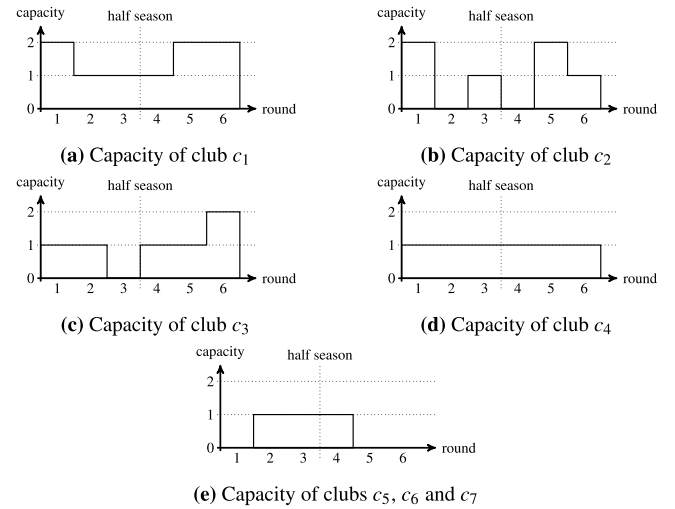 capacity half season
2
1
0
1 2 3 4 5 6 round
(a) Capacity of club c1
capacity half season
2
1
0
1 2 3 4 5 6 round
(b) Capacity of club c2
capacity half season
2
1
0
1 2 3 4 5 6 round
(c) Capacity of club c3
capacity half season
2
1
0
1 2 3 4 5 6 round
(d) Capacity of club c4
capacity half season
2
1
0
1 2 3 4 5 6 round
(e) Capacity of clubs c5, c6 and c7